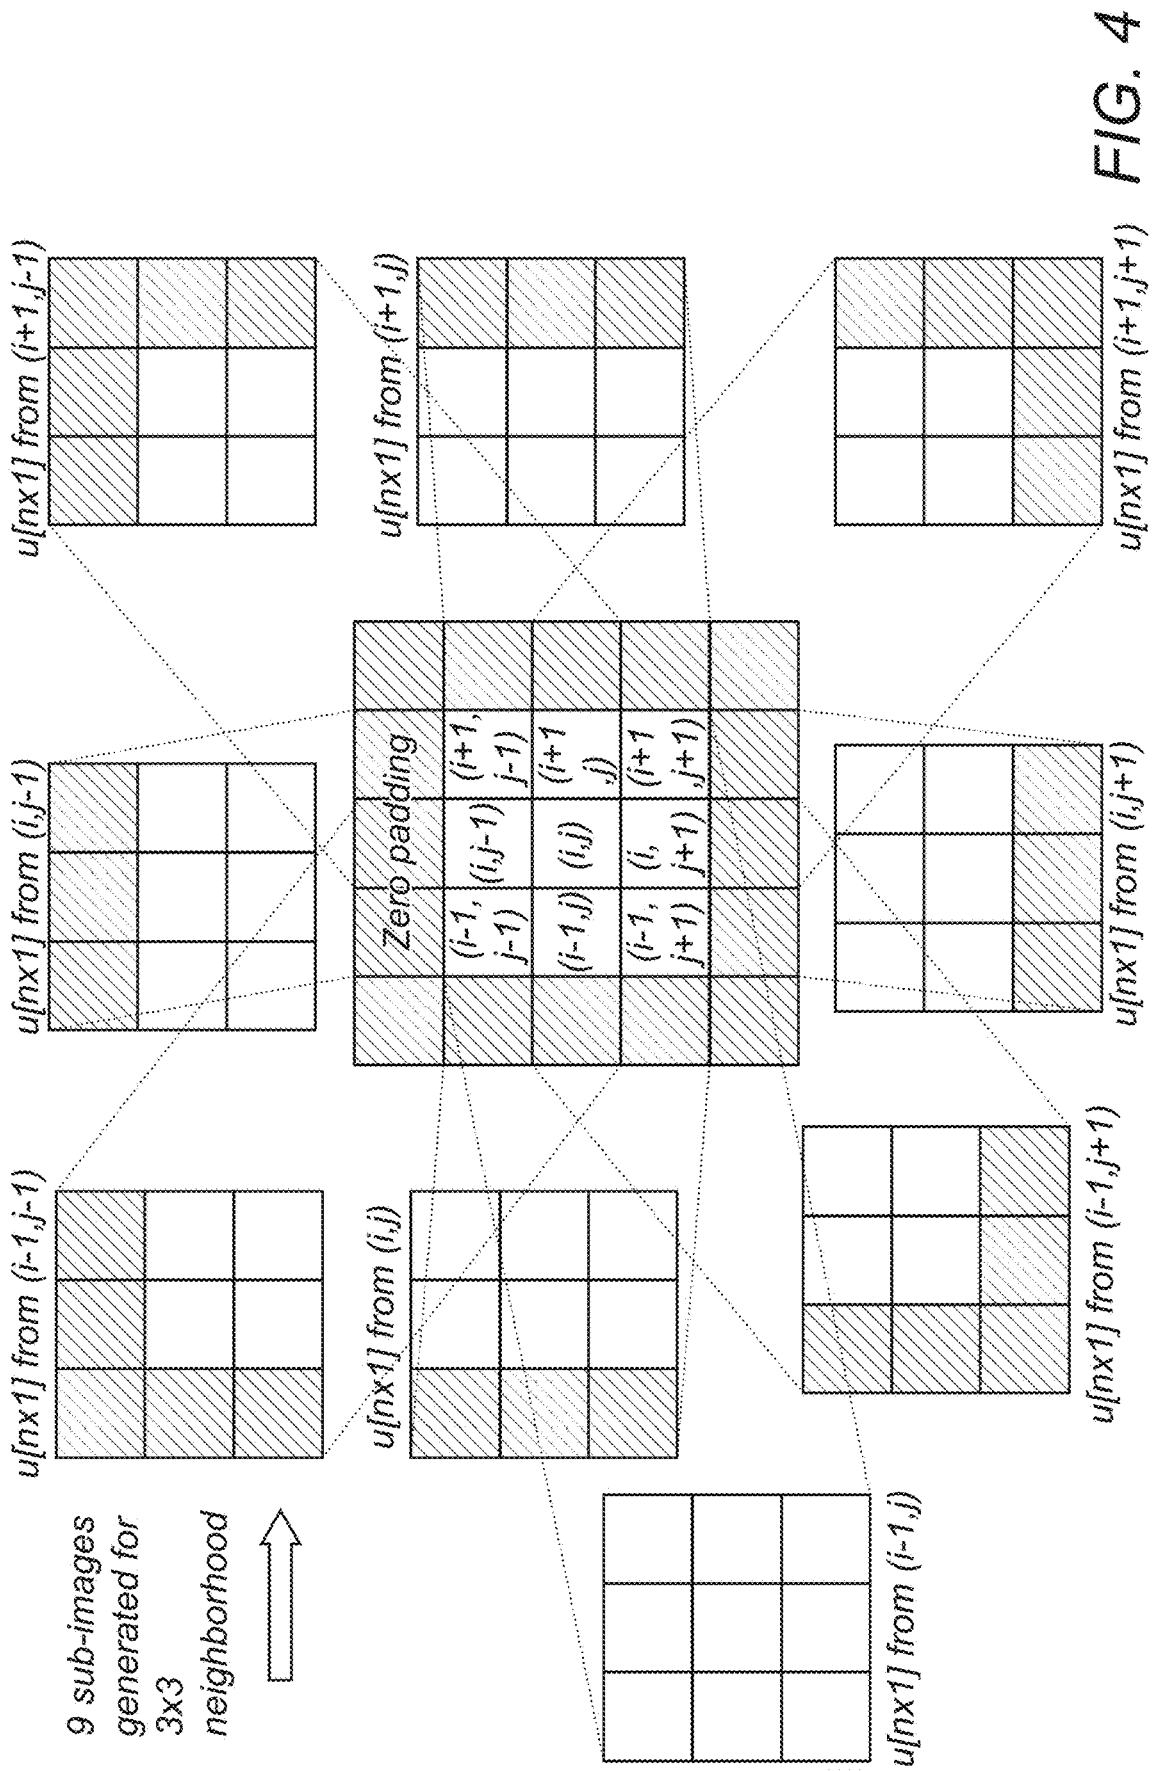 9 sub-images
generated for
3x3
neighborhood
u[nx1] from (i-1,j-1)
u[nx1] from (i,j-1)
u[nx1] from (i+1,j-1)
u[nx1] from (i,j)
u[nx1] from (i+1,j)
Zero padding
(i-1,
j-1)
(i,j-1)
(i+1,
j-1)
(i-1,j)
(i,j)
(i+1
,j)
(i-1,
j+1)
(i,
j+1)
(i+1
,j+1)
u[nx1] from (i-1,j)
u[nx1] from (i-1,j+1)
u[nx1] from (i,j+1)
u[nx1] from (i+1,j+1)
FIG. 4